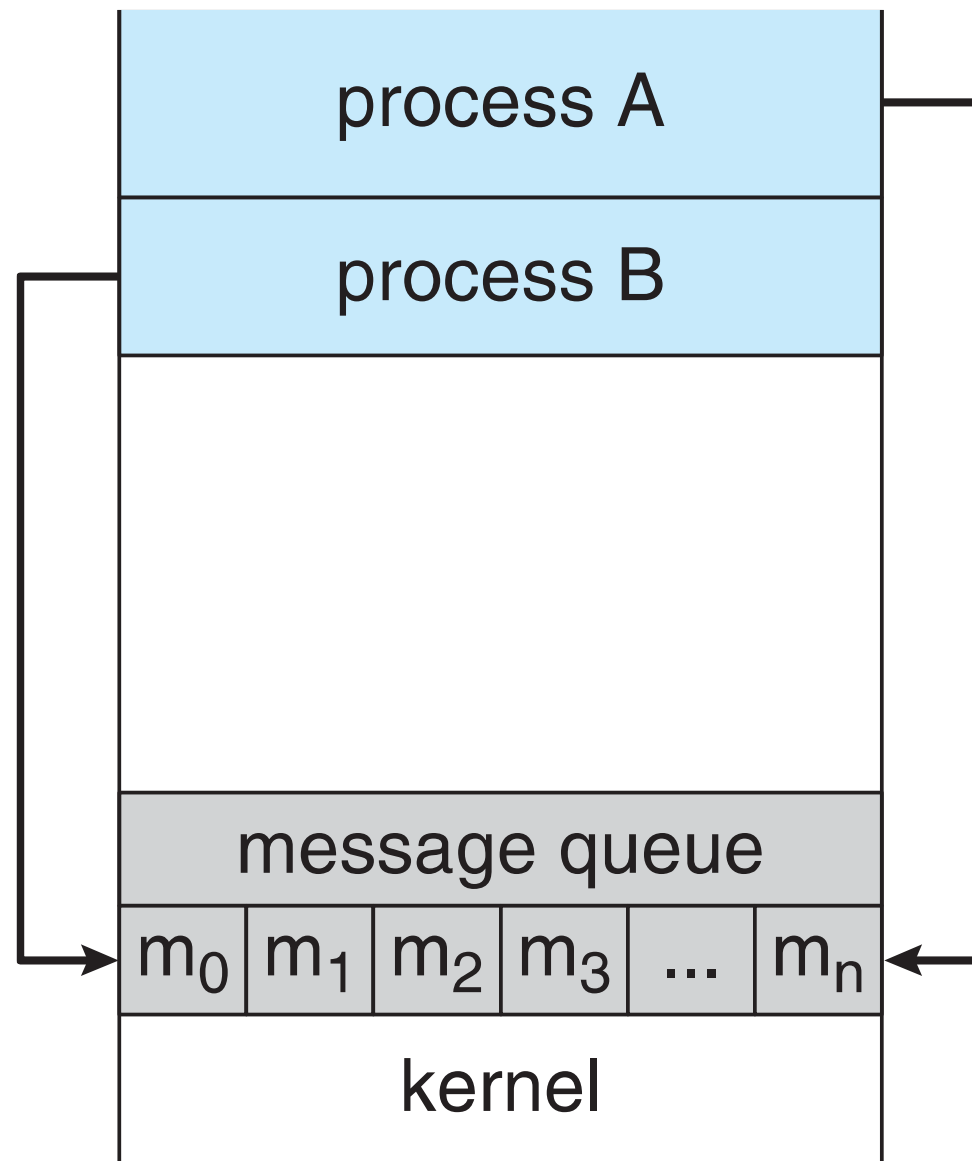 process A
process B
message queue
m₀ m₁ m₂ m₃ ... mₙ
kernel